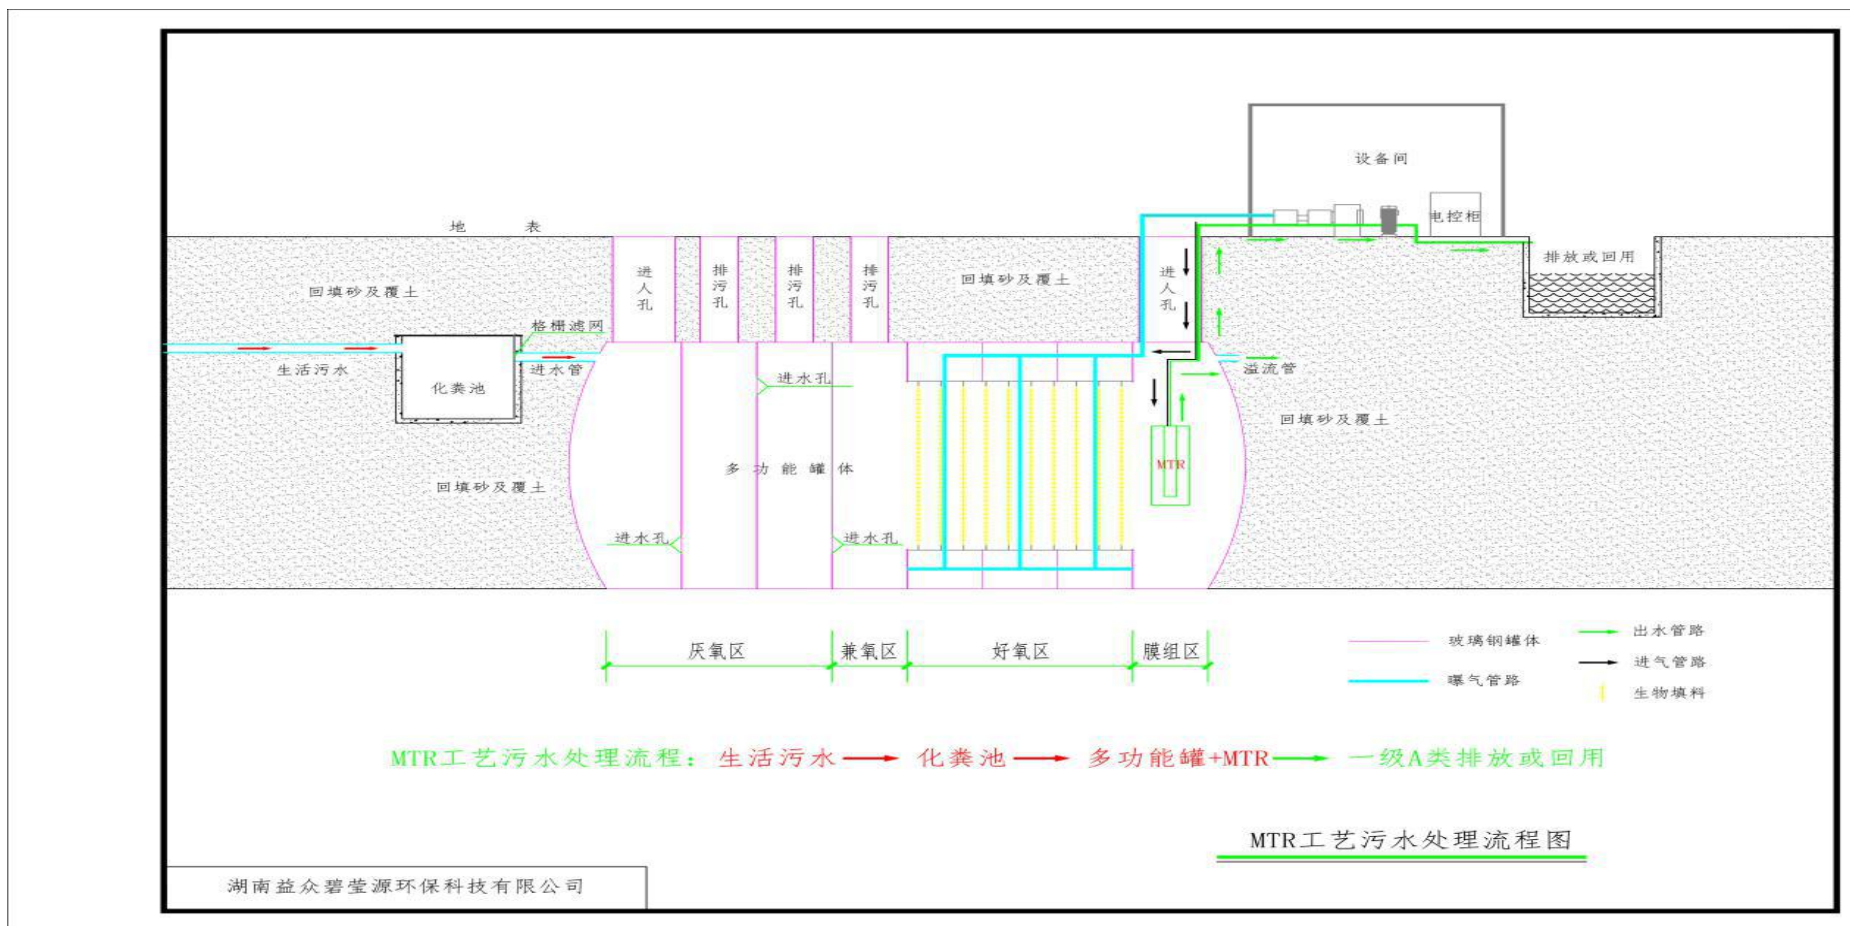 设备间
电控柜
地 表
排放或回用
进人孔
排污孔
排污孔
排污孔
回填砂及覆土
进人孔
回填砂及覆土
格栅滤网
生活污水
化粪池
进水管
进水孔
溢流管
回填砂及覆土
多功能罐体
MTR
回填砂及覆土
进水孔
进水孔
厌氧区
兼氧区
好氧区
膜组区
玻璃钢罐体
出水管路
进气管路
曝气管路
生物填料
MTR工艺污水处理流程：生活污水 化粪池 多功能罐+MTR 一级A类排放或回用
MTR工艺污水处理流程图
湖南益众碧莹源环保科技有限公司